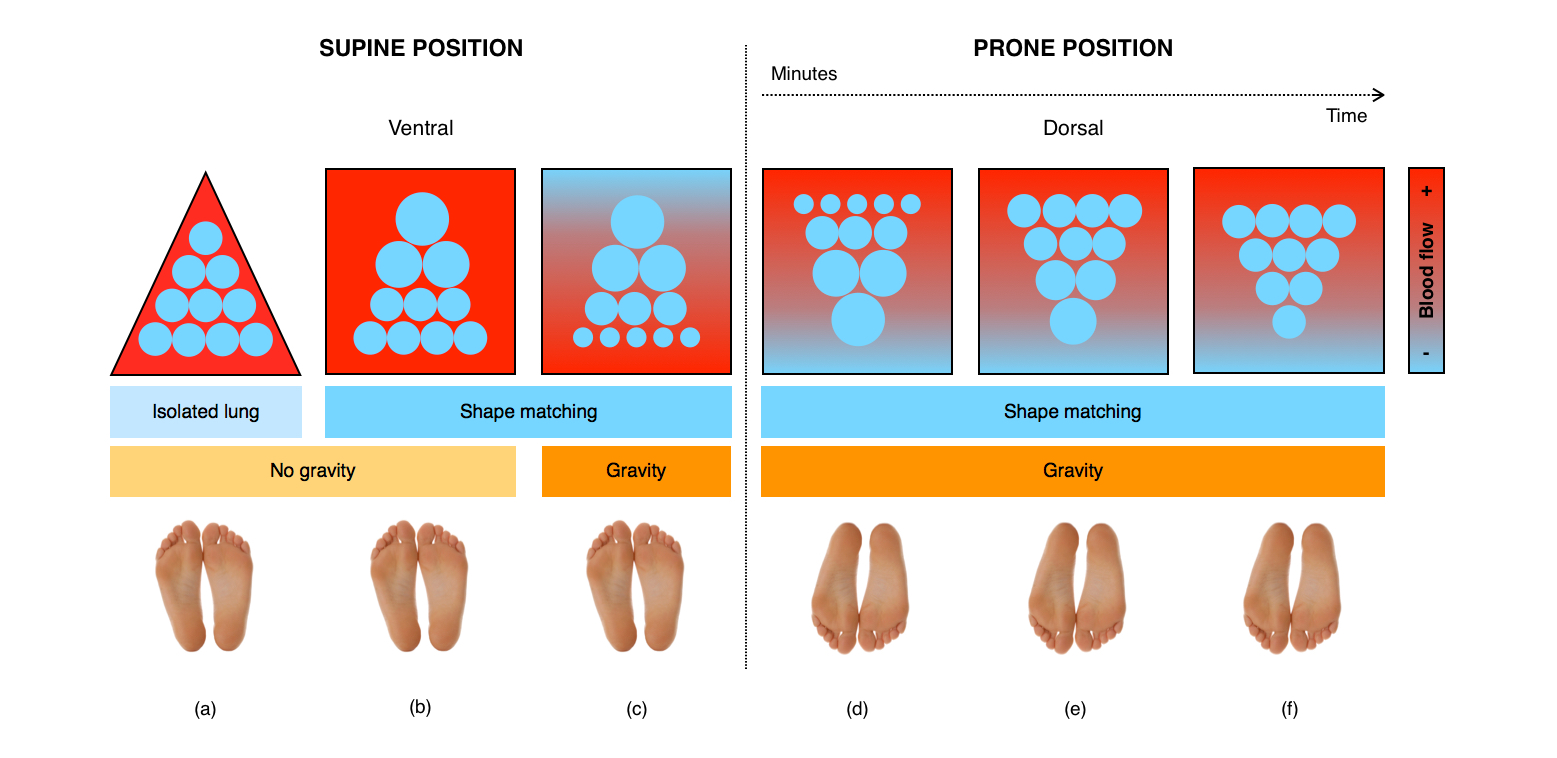 SUPINE POSITION
PRONE POSITION
Minutes
Time
Ventral
Dorsal
+
Blood flow
-
Isolated lung
Shape matching
Shape matching
No gravity
Gravity
Gravity
(a)
(b)
(c)
(d)
(e)
(f)